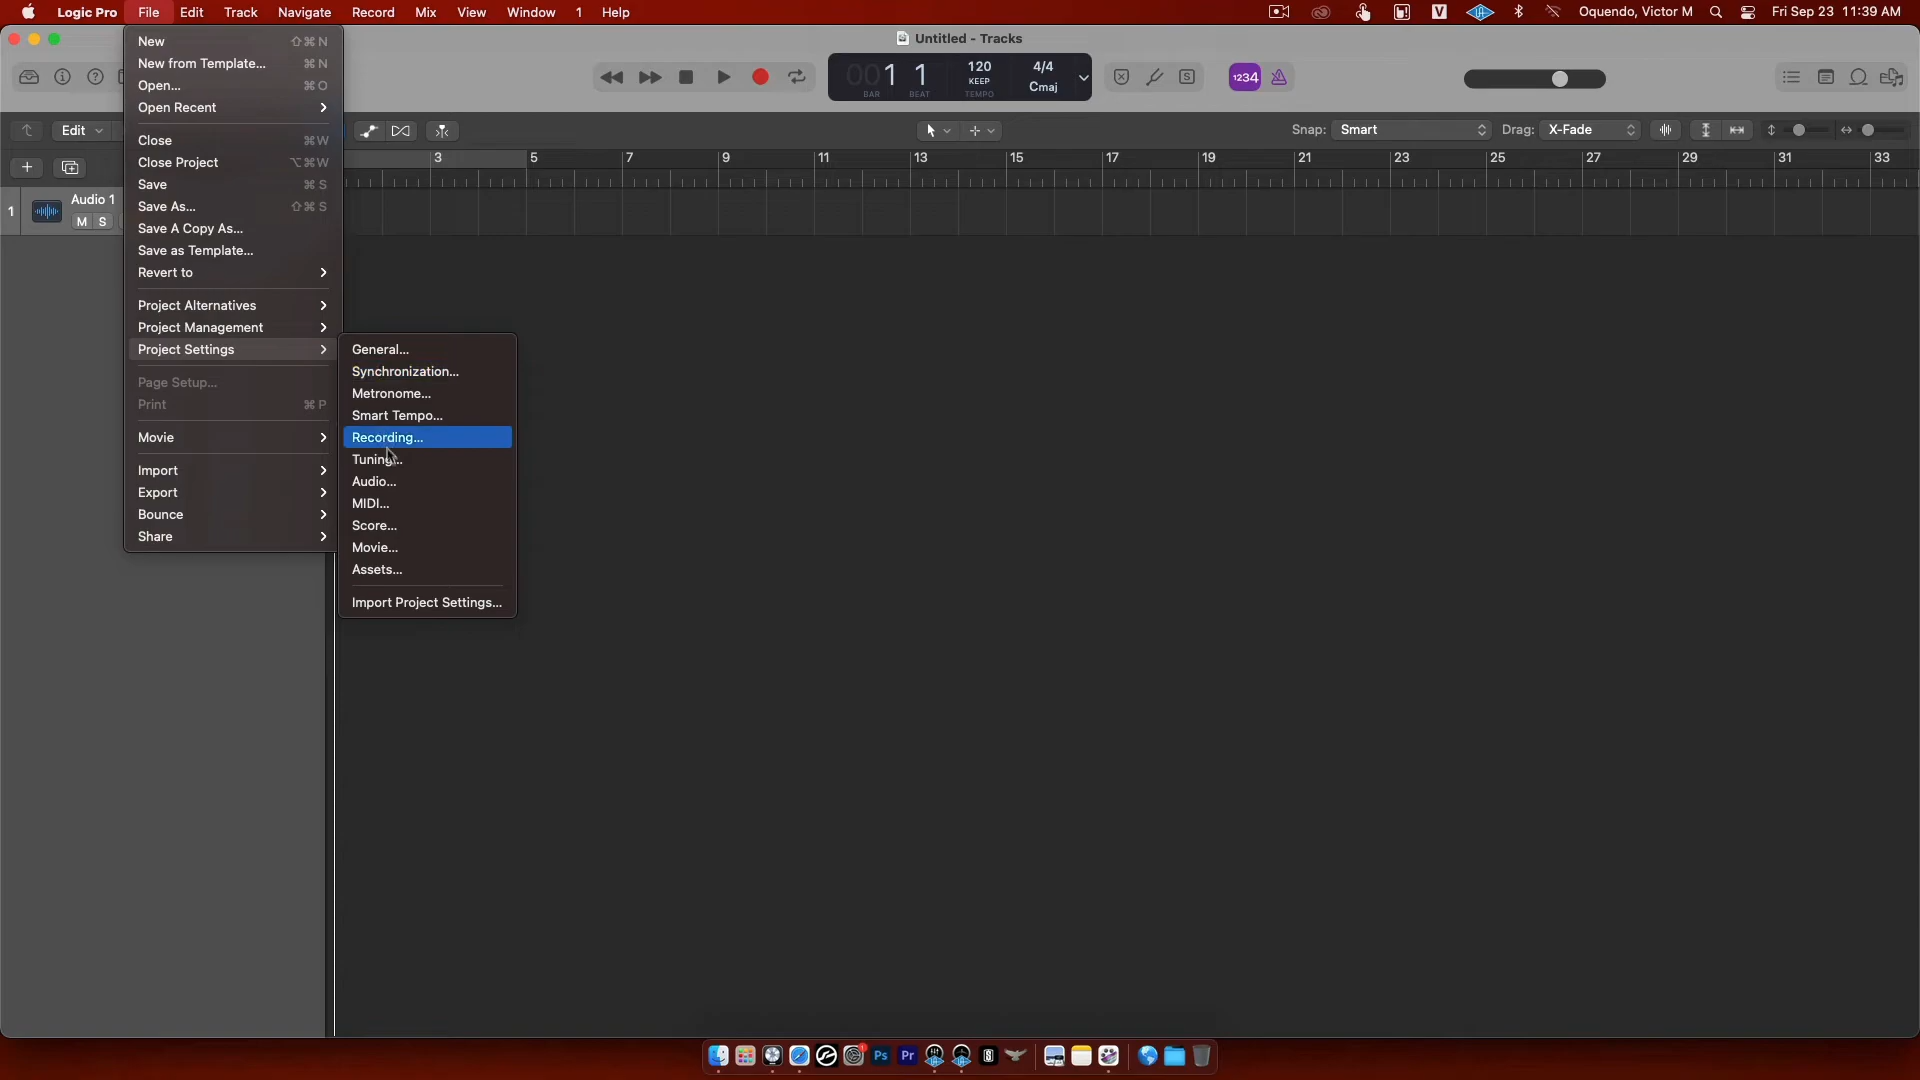 Logic Pro File Edit Track Navigate Record Mix View Window 1 Help Oquendo, Victor M Fri Sep 23 11:39 AM
Untitled - Tracks
New ⇧⌘N
New from Template... ⌘N
Open... ⌘O
Open Recent
Close ⌘W
Close Project ⌥⌘W
Save ⌘S
Save As... ⇧⌘S
Save A Copy As...
Save as Template...
Revert to
Project Alternatives
Project Management
Project Settings
Page Setup...
Print ⌘P
Movie
Import
Export
Bounce
Share
General...
Synchronization...
Metronome...
Smart Tempo...
Recording...
Tuning...
Audio...
MIDI...
Score...
Movie...
Assets...
Import Project Settings...
001 1 120 4/4
KEEP Cmaj
BAR BEAT TEMPO
S
1234
Edit
Snap: Smart Drag: X-Fade
3 5 7 9 11 13 15 17 19 21 23 25 27 29 31 33
1 Audio 1
M S
Ps Pr